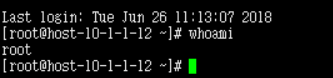 Last login: Tue Jun 26 11:13:07 2018
[root@host-10-1-1-12 ~]# whoami
root
[root@host-10-1-1-12 ~]#